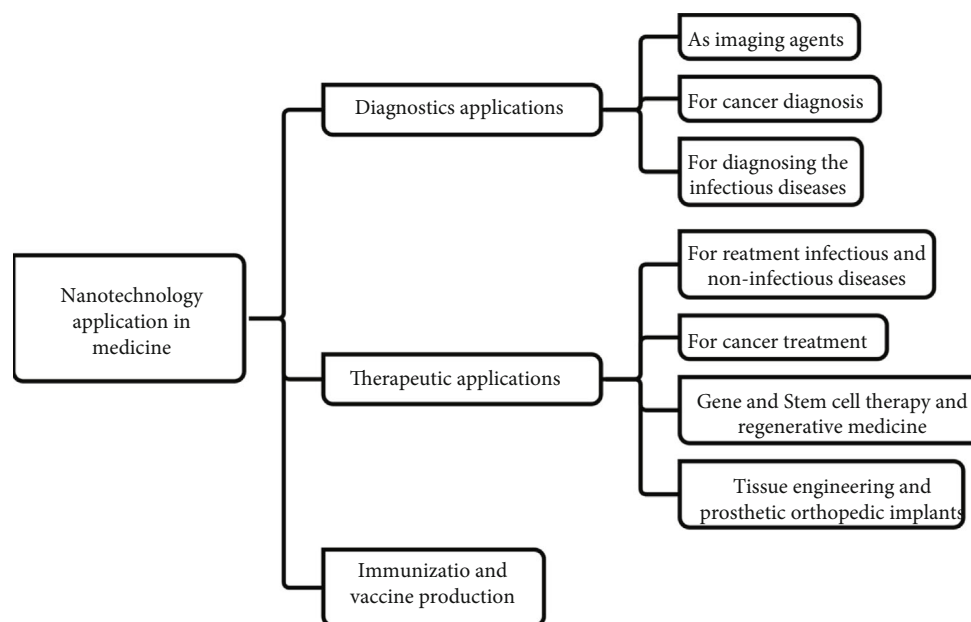 Nanotechnology
application in
medicine
Diagnostics applications
As imaging agents
For cancer diagnosis
For diagnosing the
infectious diseases
Therapeutic applications
For reatment infectious and
non-infectious diseases
For cancer treatment
Gene and Stem cell therapy and
regenerative medicine
Tissue engineering and
prosthetic orthopedic implants
Immunizatio and
vaccine production